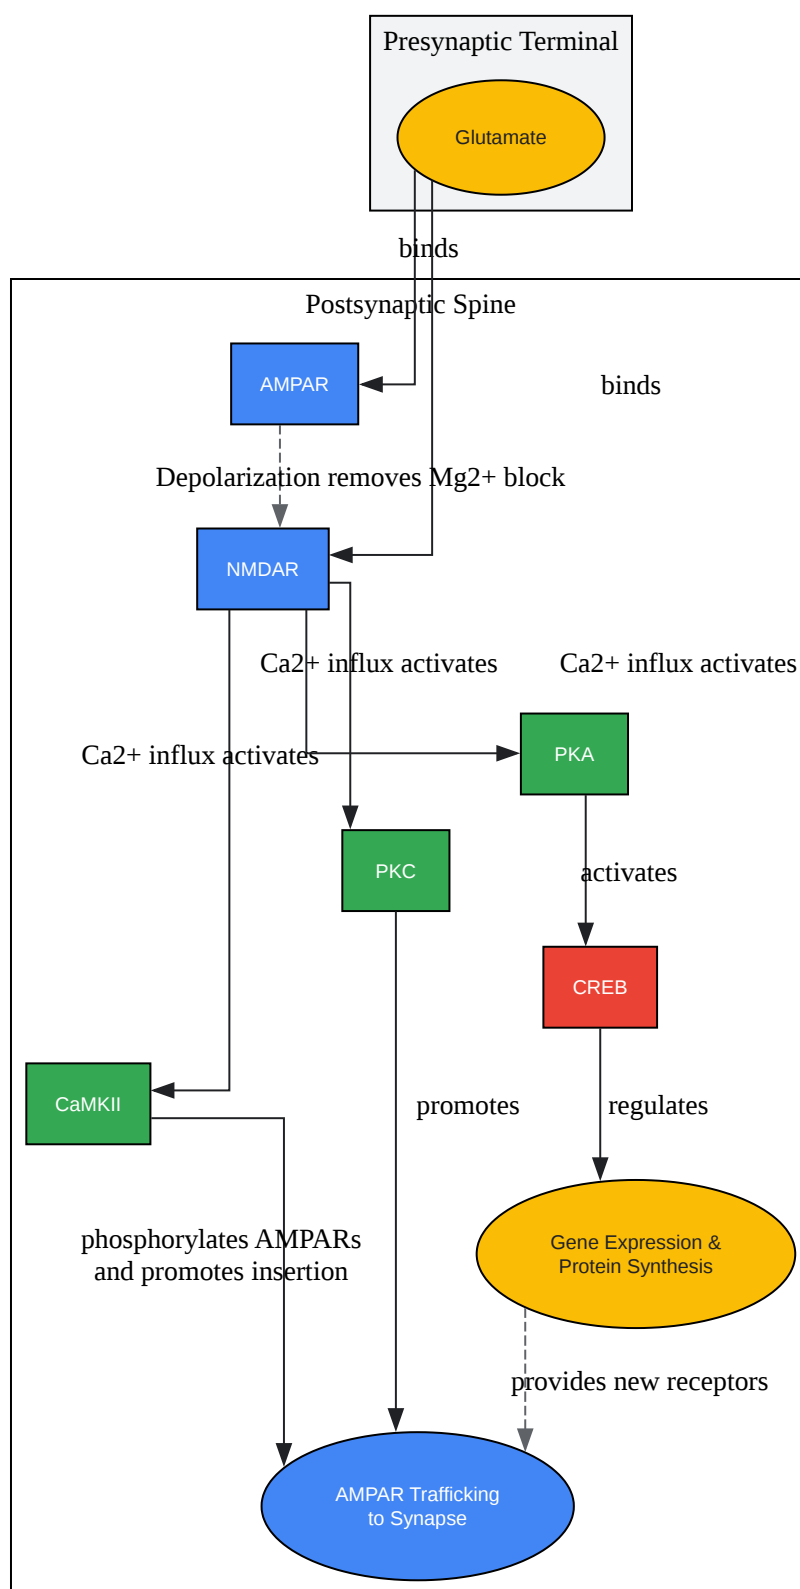 Presynaptic Terminal
Glutamate
binds
Postsynaptic Spine
AMPAR
binds
Depolarization removes Mg2+ block
NMDAR
Ca2+ influx activates
Ca2+ influx activates
Ca2+ influx activates
PKA
PKC
activates
CREB
CaMKII
promotes
regulates
phosphorylates AMPARs
and promotes insertion
Gene Expression &
Protein Synthesis
provides new receptors
AMPAR Trafficking
to Synapse